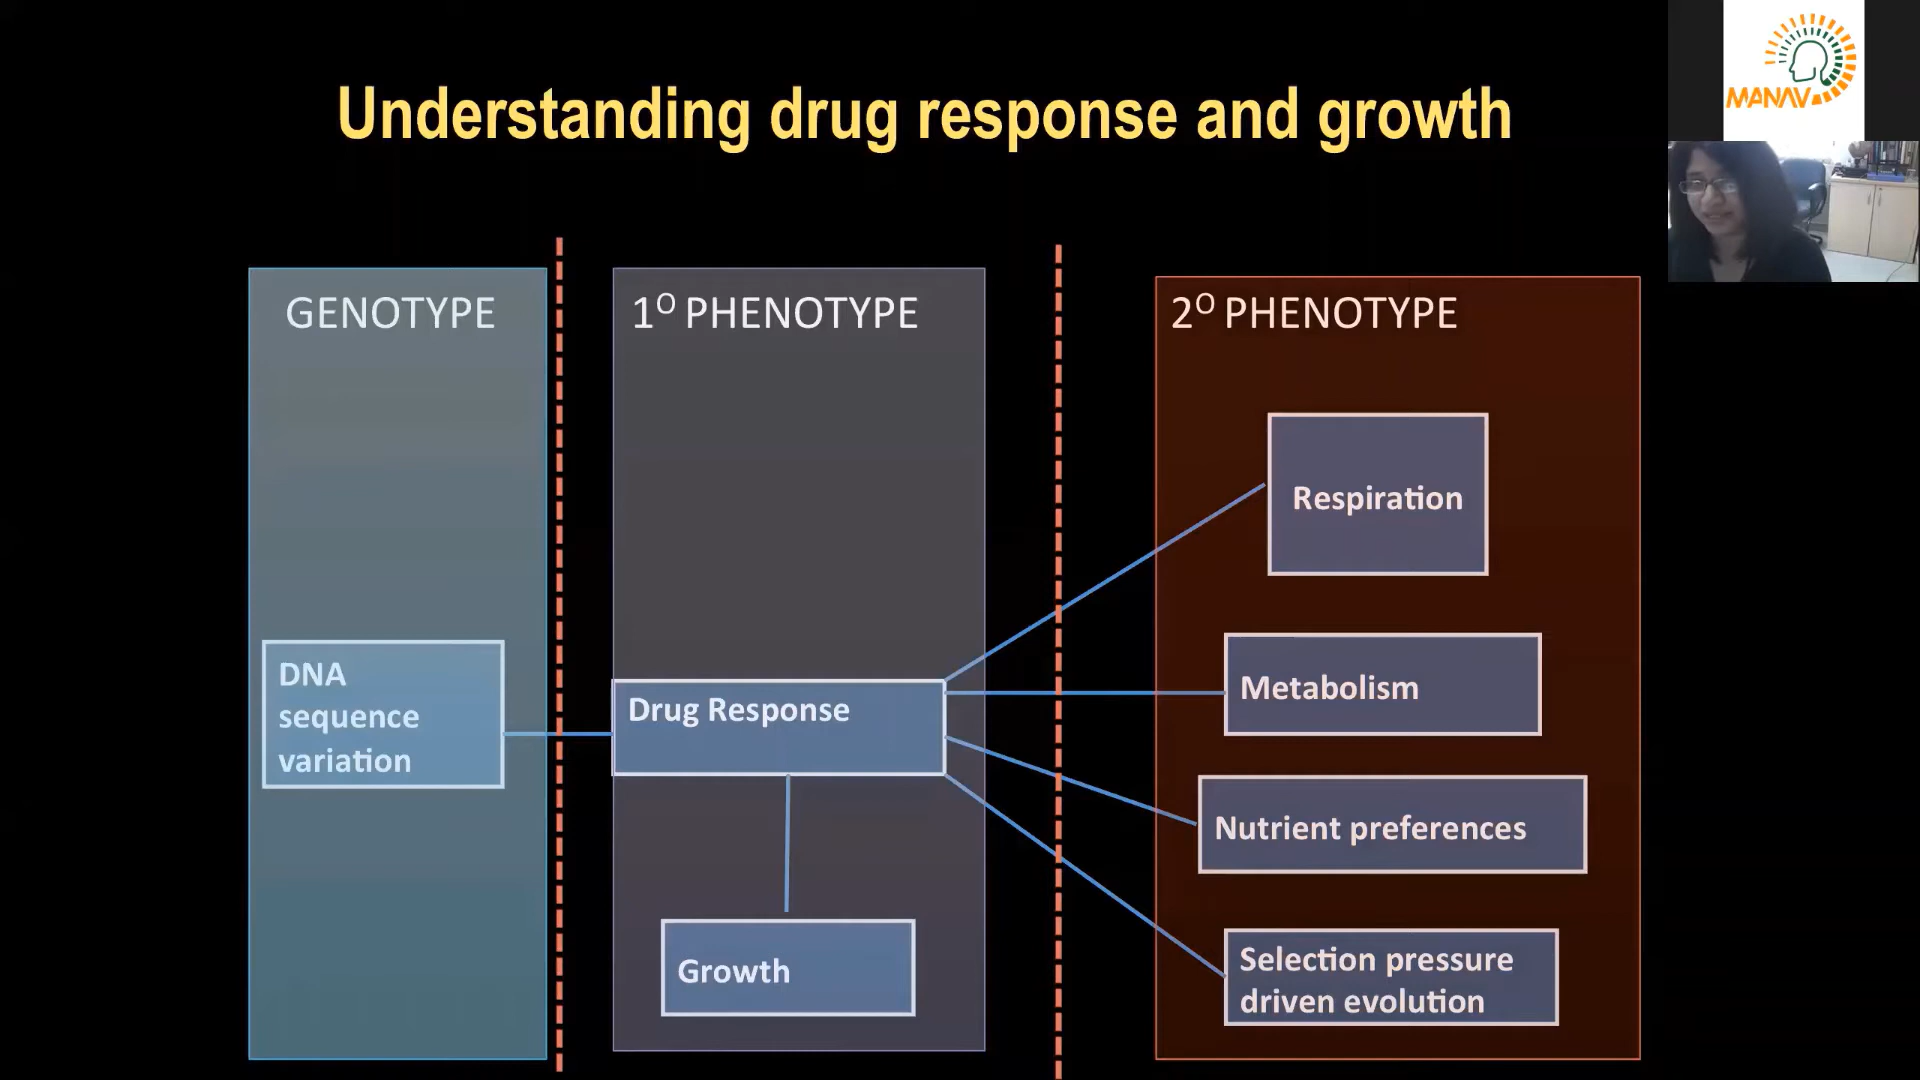 Understanding drug response and growth
MANAV
GENOTYPE
1O PHENOTYPE
2O PHENOTYPE
Respiration
DNA
sequence
variation
Drug Response
Metabolism
Nutrient preferences
Growth
Selection pressure
driven evolution